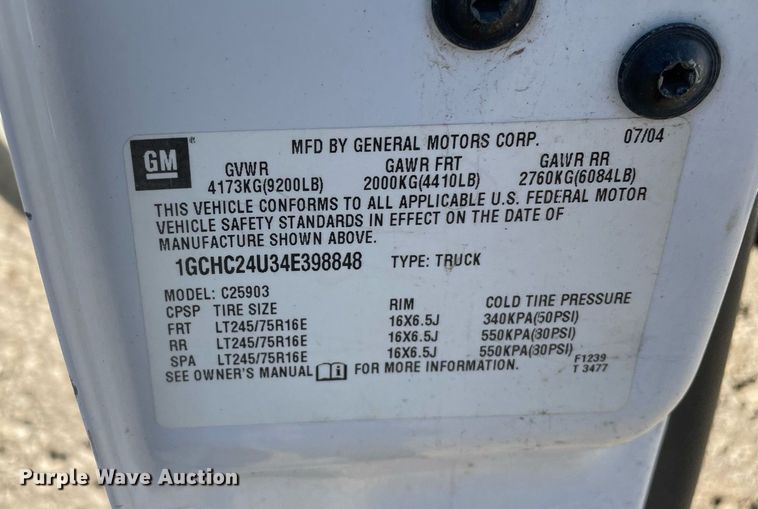 GM
MFD BY GENERAL MOTORS CORP. 07/04
GVWR GAWR FRT GAWR RR
4173KG(9200LB) 2000KG(4410LB) 2760KG(6084LB)
THIS VEHICLE CONFORMS TO ALL APPLICABLE U.S. FEDERAL MOTOR
VEHICLE SAFETY STANDARDS IN EFFECT ON THE DATE OF
MANUFACTURE SHOWN ABOVE.
1GCHC24U34E398848 TYPE: TRUCK
MODEL: C25903
CPSP TIRE SIZE RIM COLD TIRE PRESSURE
FRT LT245/75R16E 16X6.5J 340KPA(50PSI)
RR LT245/75R16E 16X6.5J 550KPA(30PSI)
SPA LT245/75R16E 16X6.5J 550KPA(30PSI)
SEE OWNER'S MANUAL FOR MORE INFORMATION.
F1239
T 3477
Purple Wave Auction